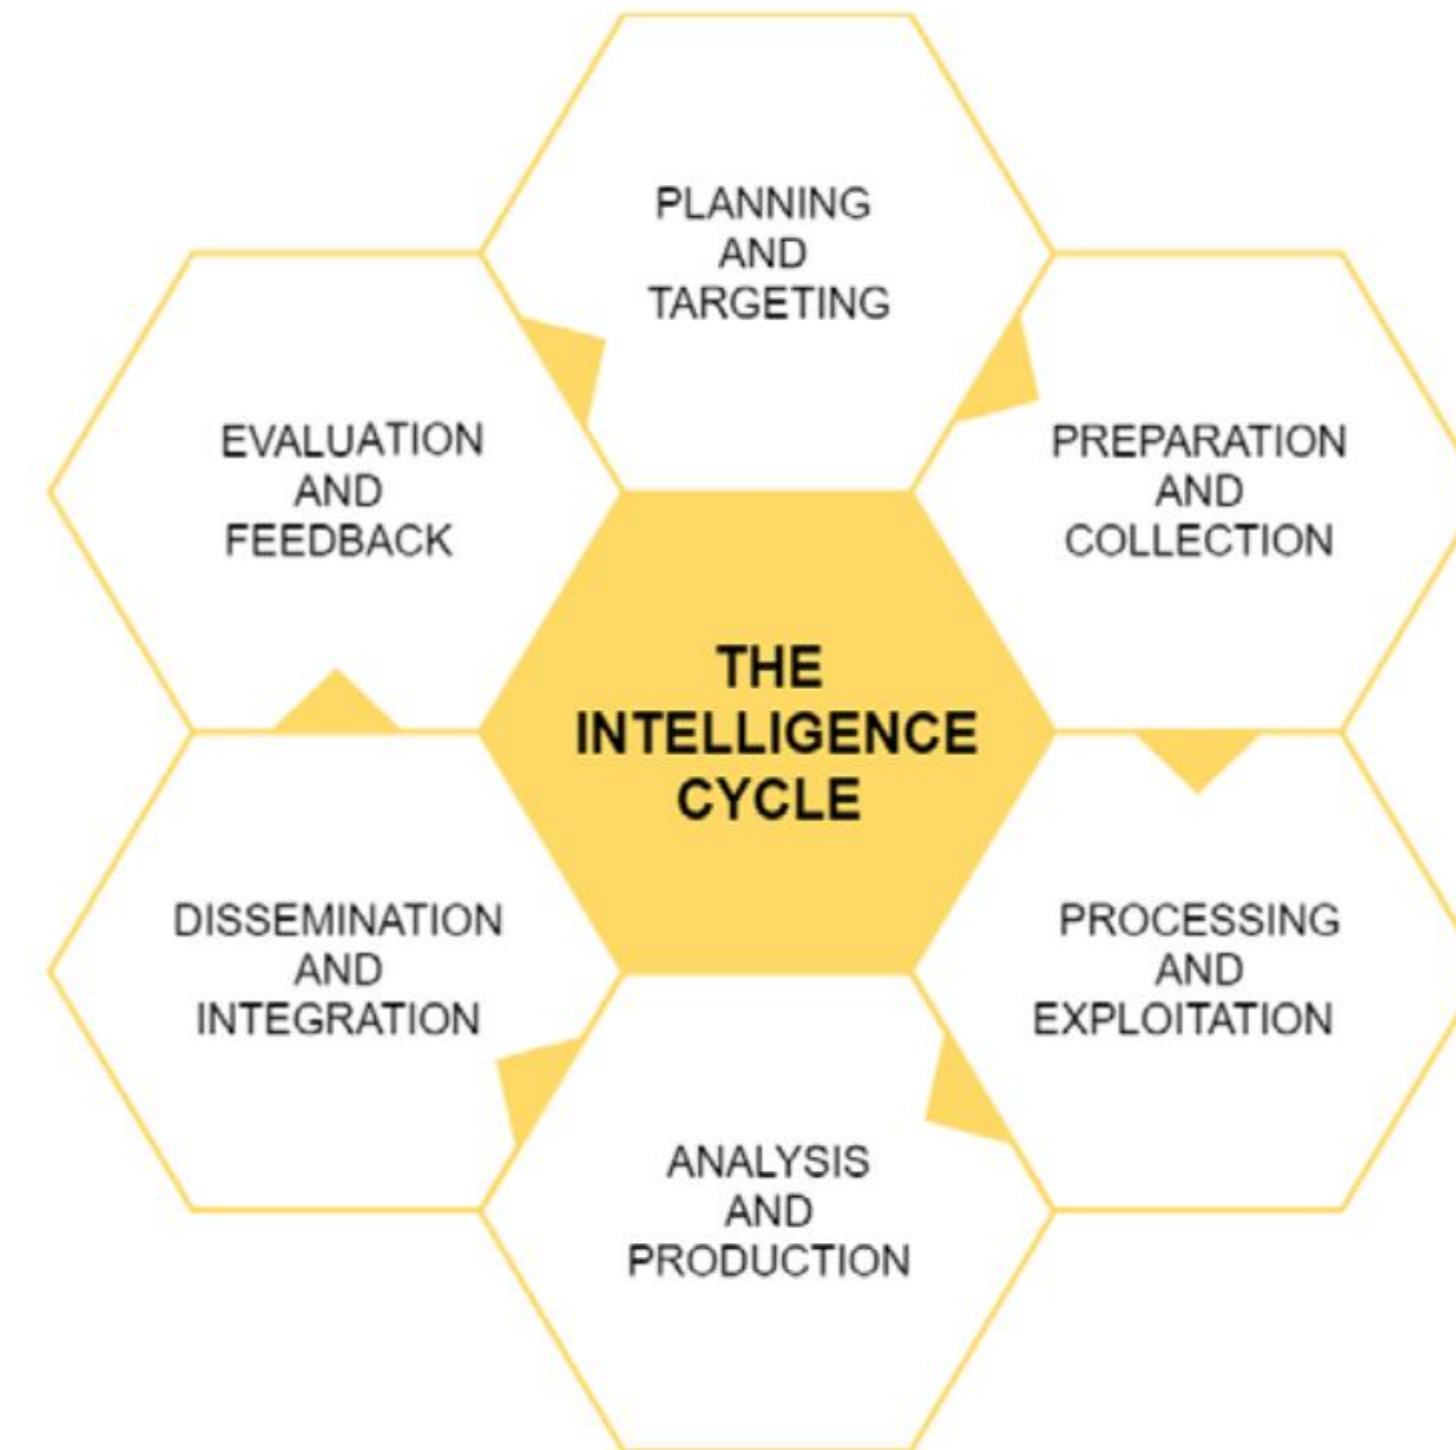 PLANNING
AND
TARGETING
PREPARATION
AND
COLLECTION
PROCESSING
AND
EXPLOITATION
ANALYSIS
AND
PRODUCTION
DISSEMINATION
AND
INTEGRATION
EVALUATION
AND
FEEDBACK
THE
INTELLIGENCE
CYCLE